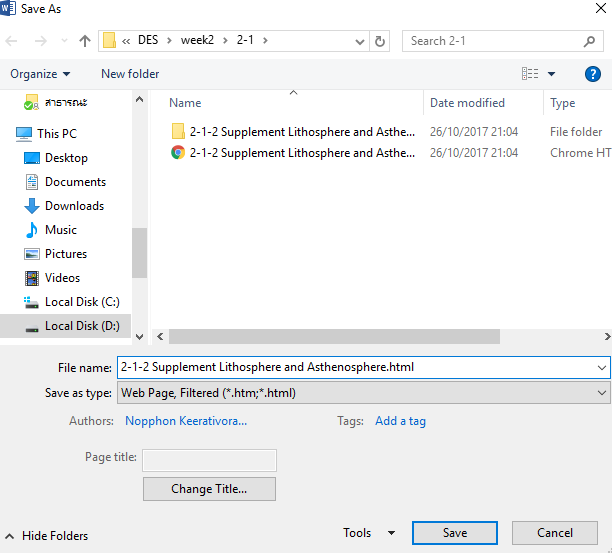 Save As
« DES › week2 › 2-1 ›
Search 2-1
Organize
New folder
Name
Date modified
Type
สาธารณะ
This PC
Desktop
Documents
Downloads
Music
Pictures
Videos
Local Disk (C:)
Local Disk (D:)
2-1-2 Supplement Lithosphere and Asthe... 26/10/2017 21:04 File folder
2-1-2 Supplement Lithosphere and Asthe... 26/10/2017 21:04 Chrome HT
File name: 2-1-2 Supplement Lithosphere and Asthenosphere.html
Save as type: Web Page, Filtered (*.htm;*.html)
Authors: Nopphon Keerativora...
Tags: Add a tag
Page title:
Change Title...
Hide Folders
Tools
Save
Cancel